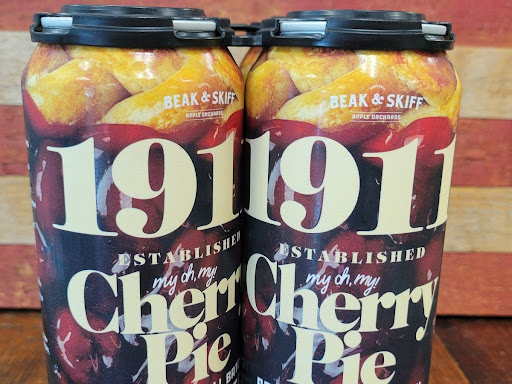 BEAK & SKIFF
APPLE ORCHARDS
1911
ESTABLISHED
my oh, my!
Cherry
Pie
BEAK & SKIFF
APPLE ORCHARDS
1911
ESTABLISHED
my oh, my!
Cherry
Pie